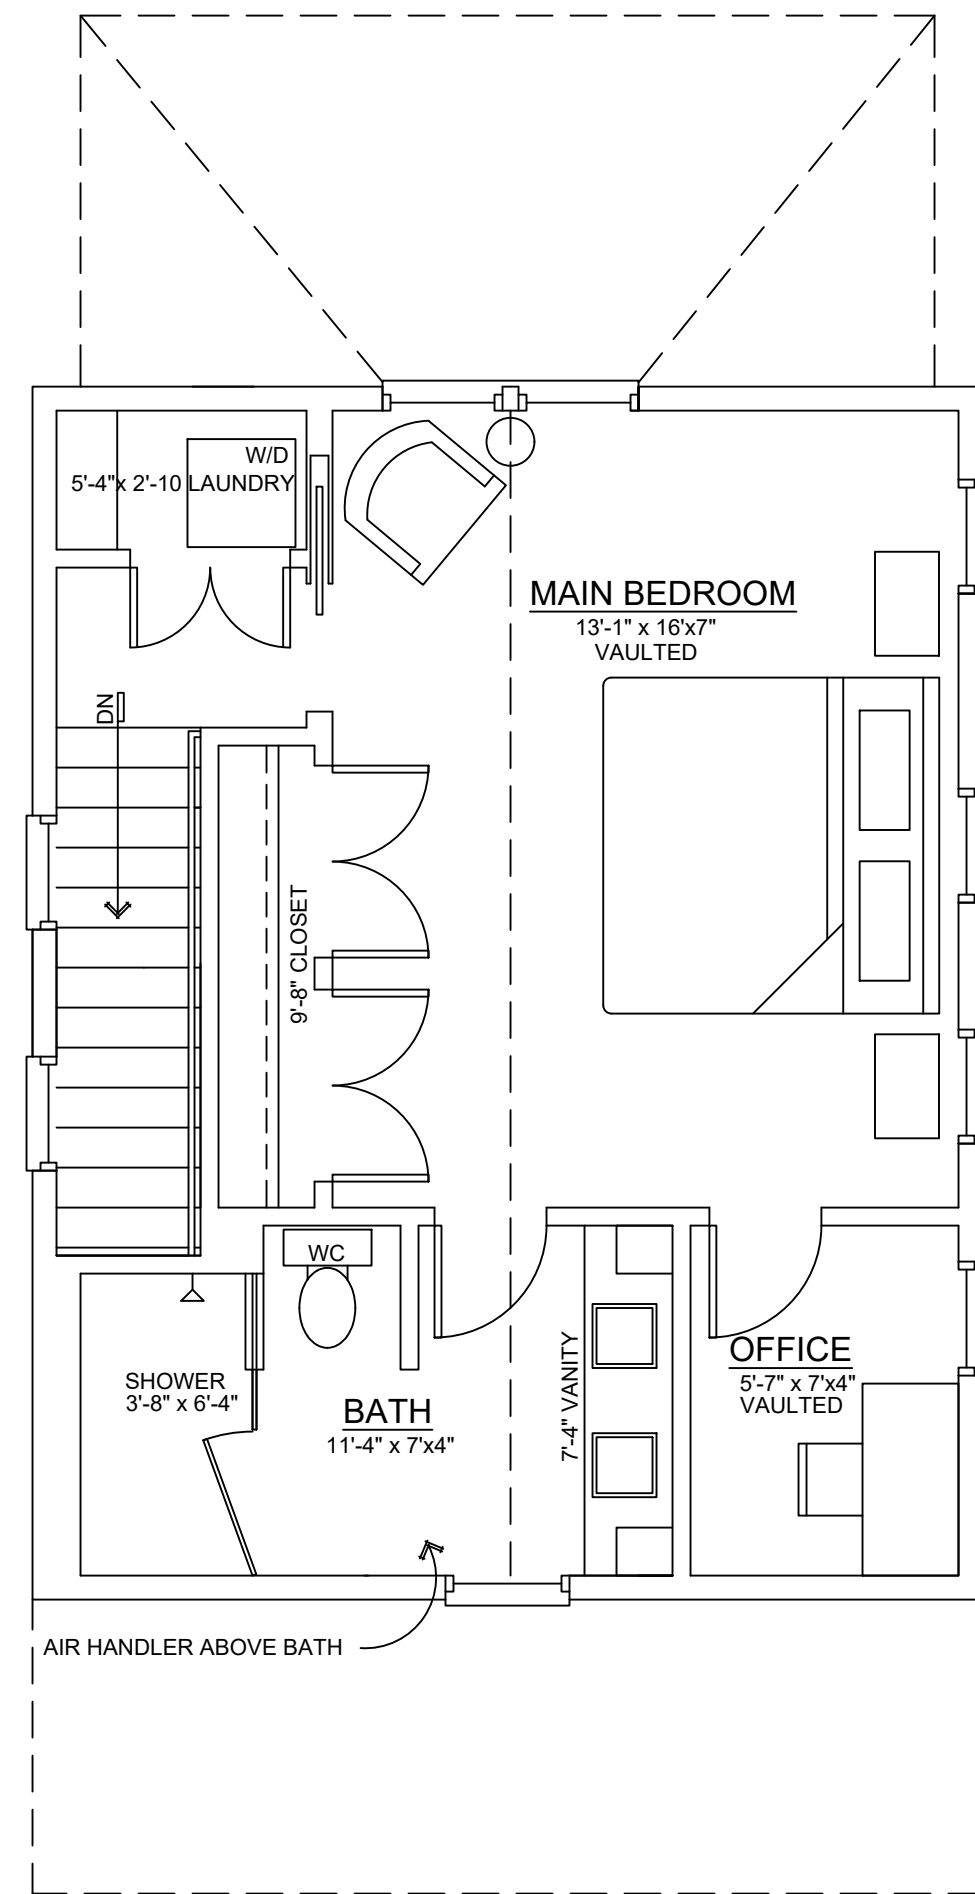 W/D
5'-4"x 2'-10 LAUNDRY
MAIN BEDROOM
13'-1" x 16'x7"
VAULTED
DN
9'-8" CLOSET
WC
SHOWER
3'-8" x 6'-4"
BATH
11'-4" x 7'x4"
7'-4" VANITY
OFFICE
5'-7" x 7'x4"
VAULTED
AIR HANDLER ABOVE BATH